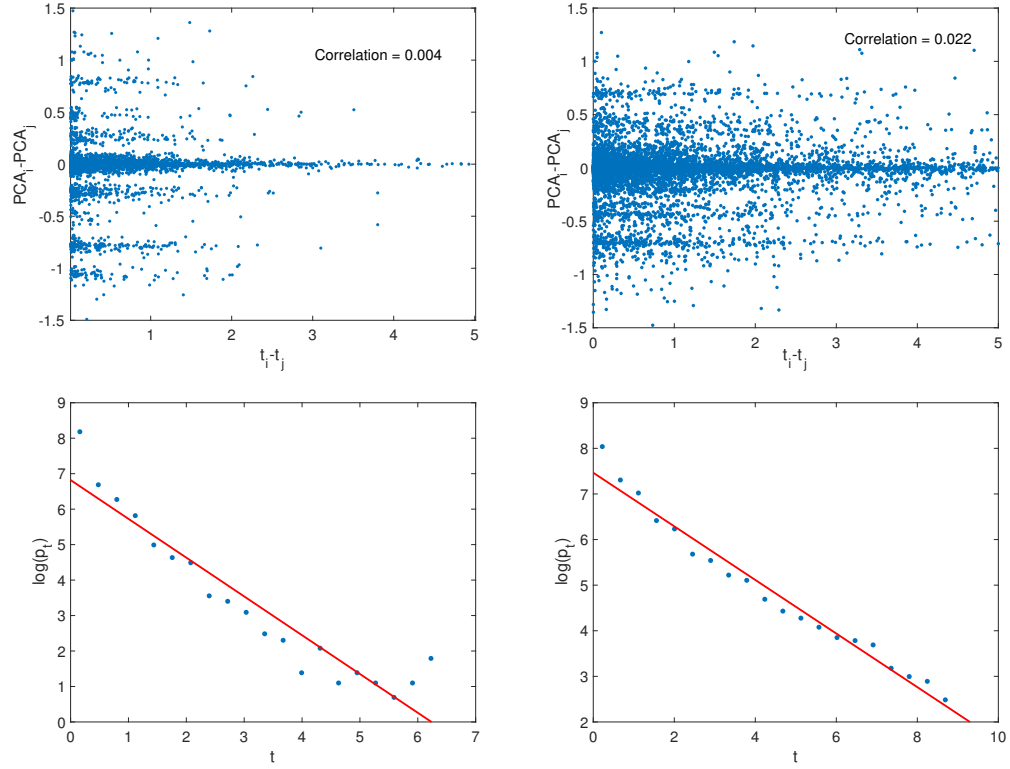 1.5
1
0.5
0
-0.5
-1
-1.5
PCA_i-PCA_j
Correlation = 0.004
1 2 3 4 5
t_i-t_j
1.5
1
0.5
0
-0.5
-1
-1.5
PCA_i-PCA_j
Correlation = 0.022
0 1 2 3 4 5
t_i-t_j
9
8
7
6
5
4
3
2
1
0
log(p_t)
0 1 2 3 4 5 6 7
t
9
8
7
6
5
4
3
2
log(p_t)
0 2 4 6 8 10
t